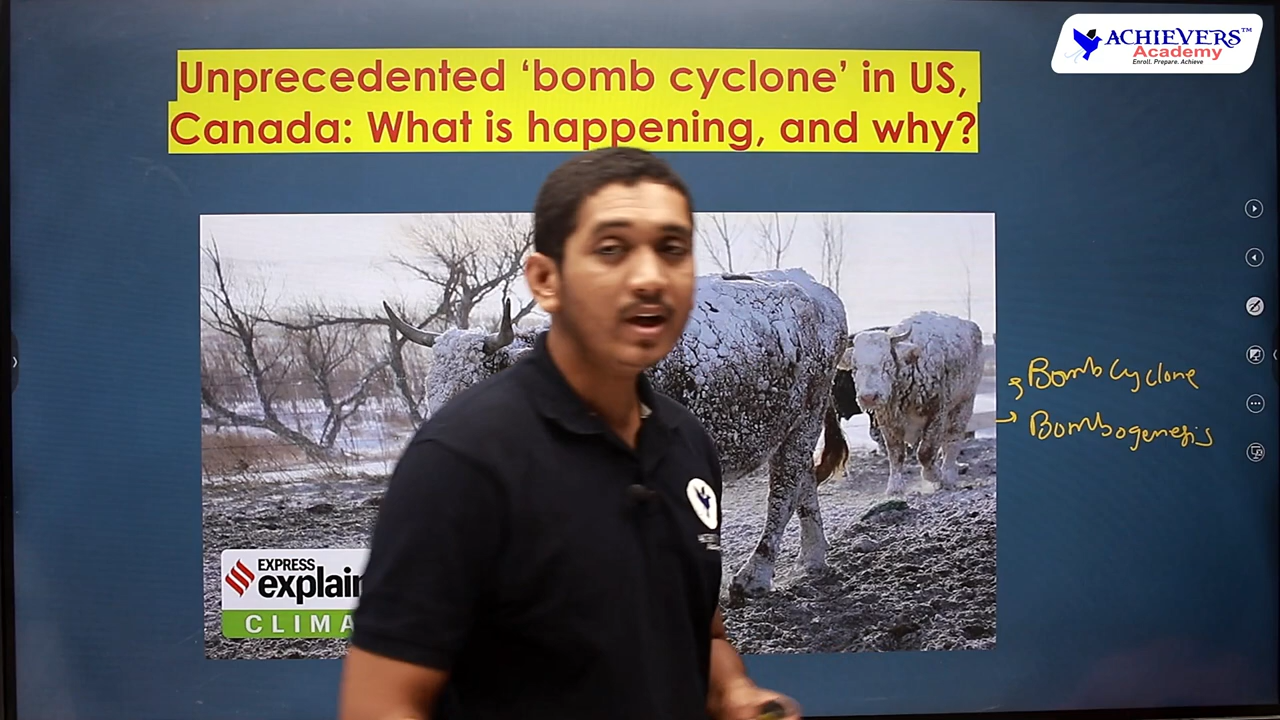 ACHIEVERS™
Academy
Enroll. Prepare. Achieve
Unprecedented ‘bomb cyclone’ in US,
Canada: What is happening, and why?
Bomb Cyclone
Bombogenesis
EXPRESS
explain
CLIMA